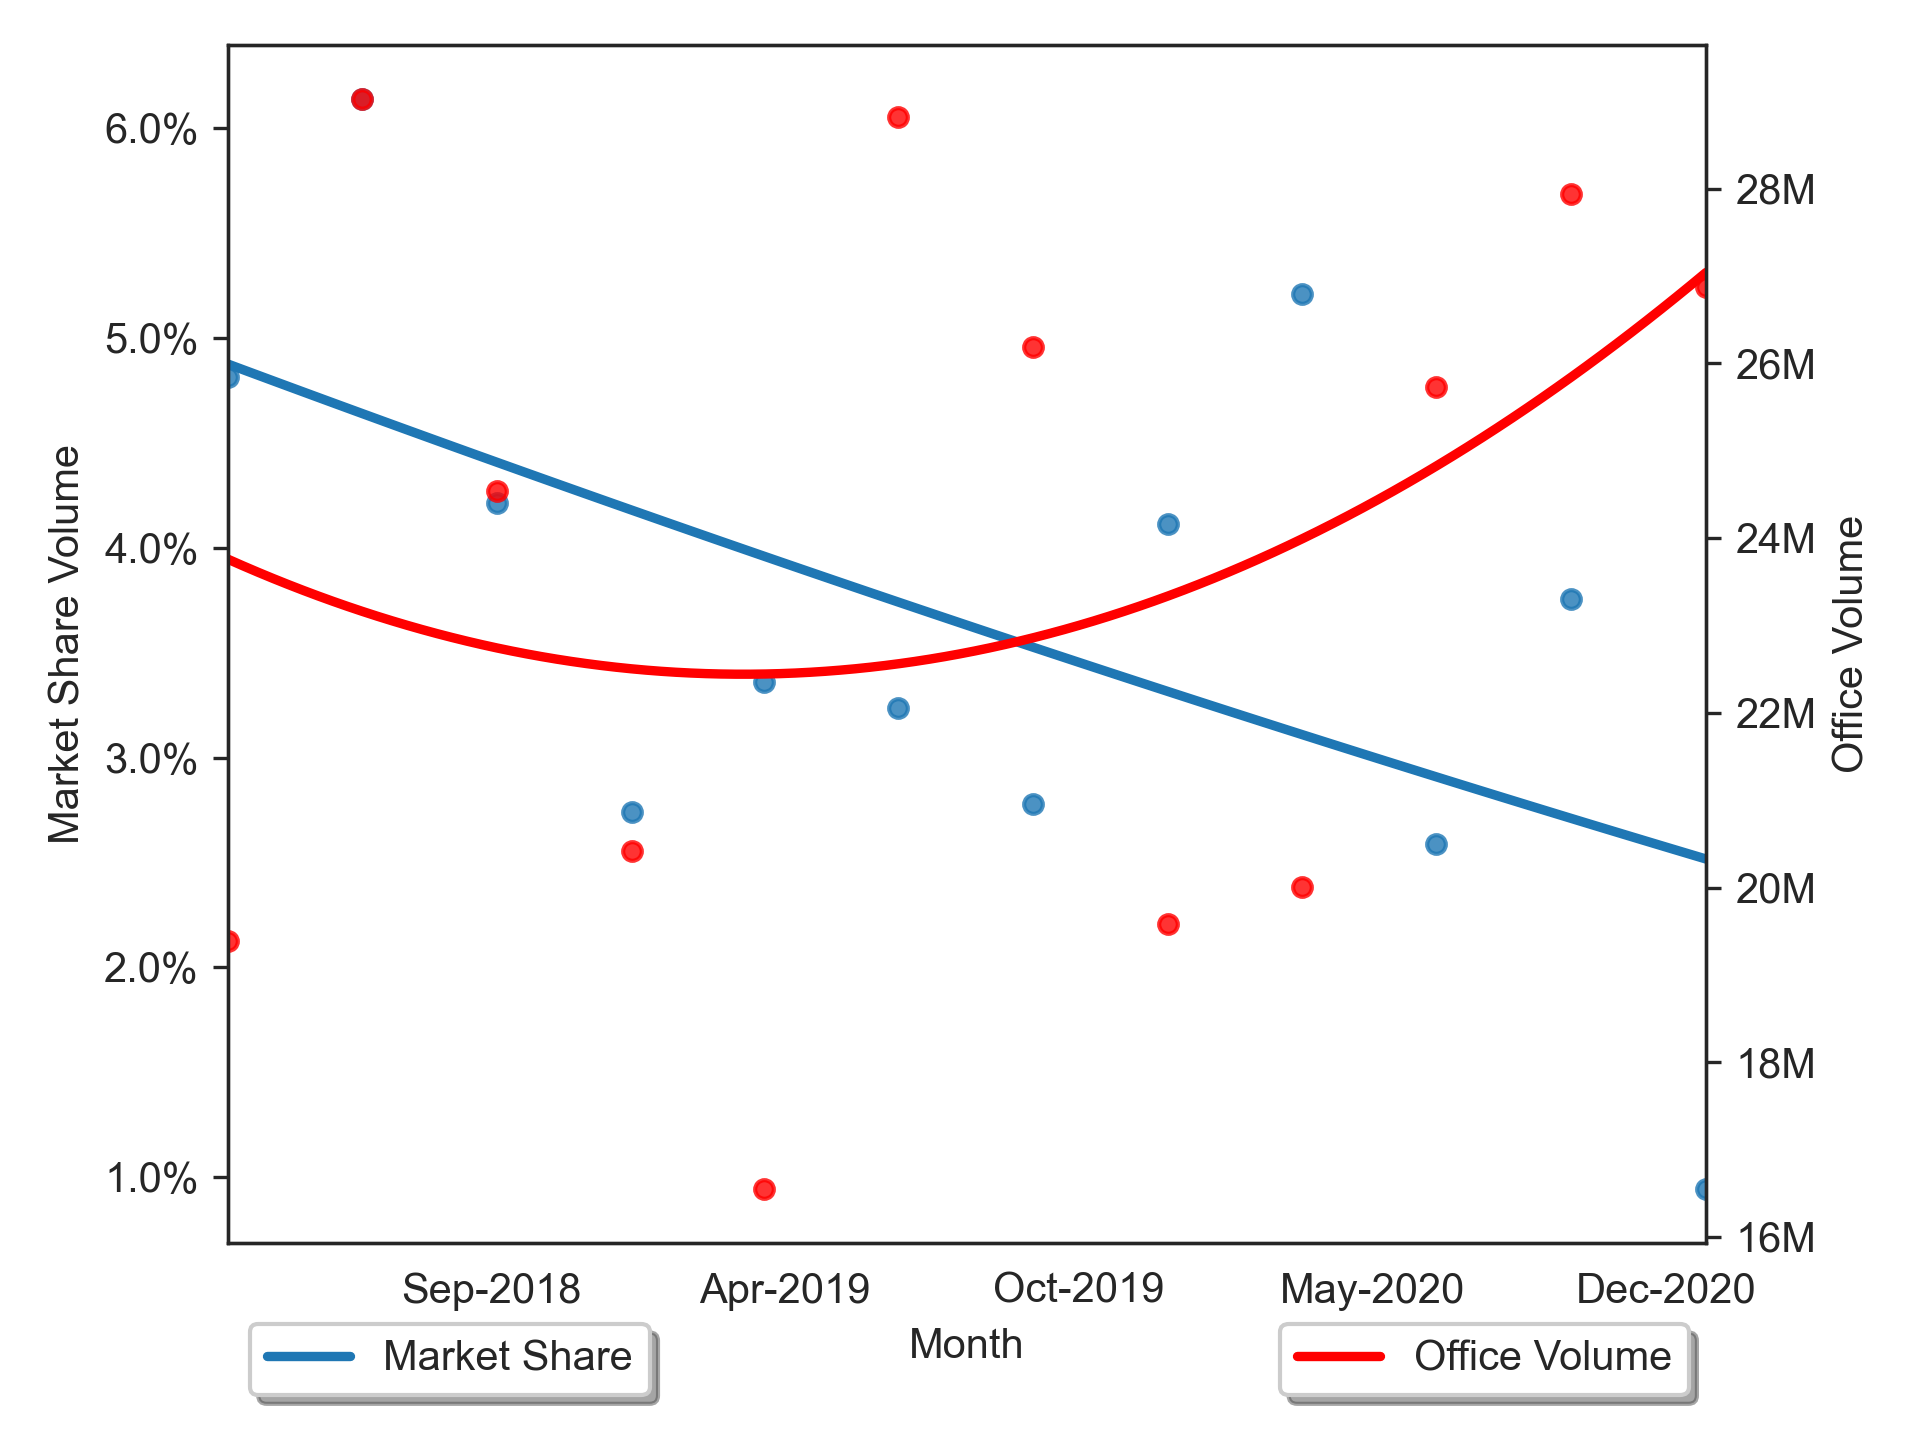 6.0%
5.0%
4.0%
3.0%
2.0%
1.0%
Market Share Volume
28M
26M
24M
22M
20M
18M
16M
Office Volume
Sep-2018 Apr-2019 Oct-2019 May-2020 Dec-2020
Month
Market Share
Office Volume